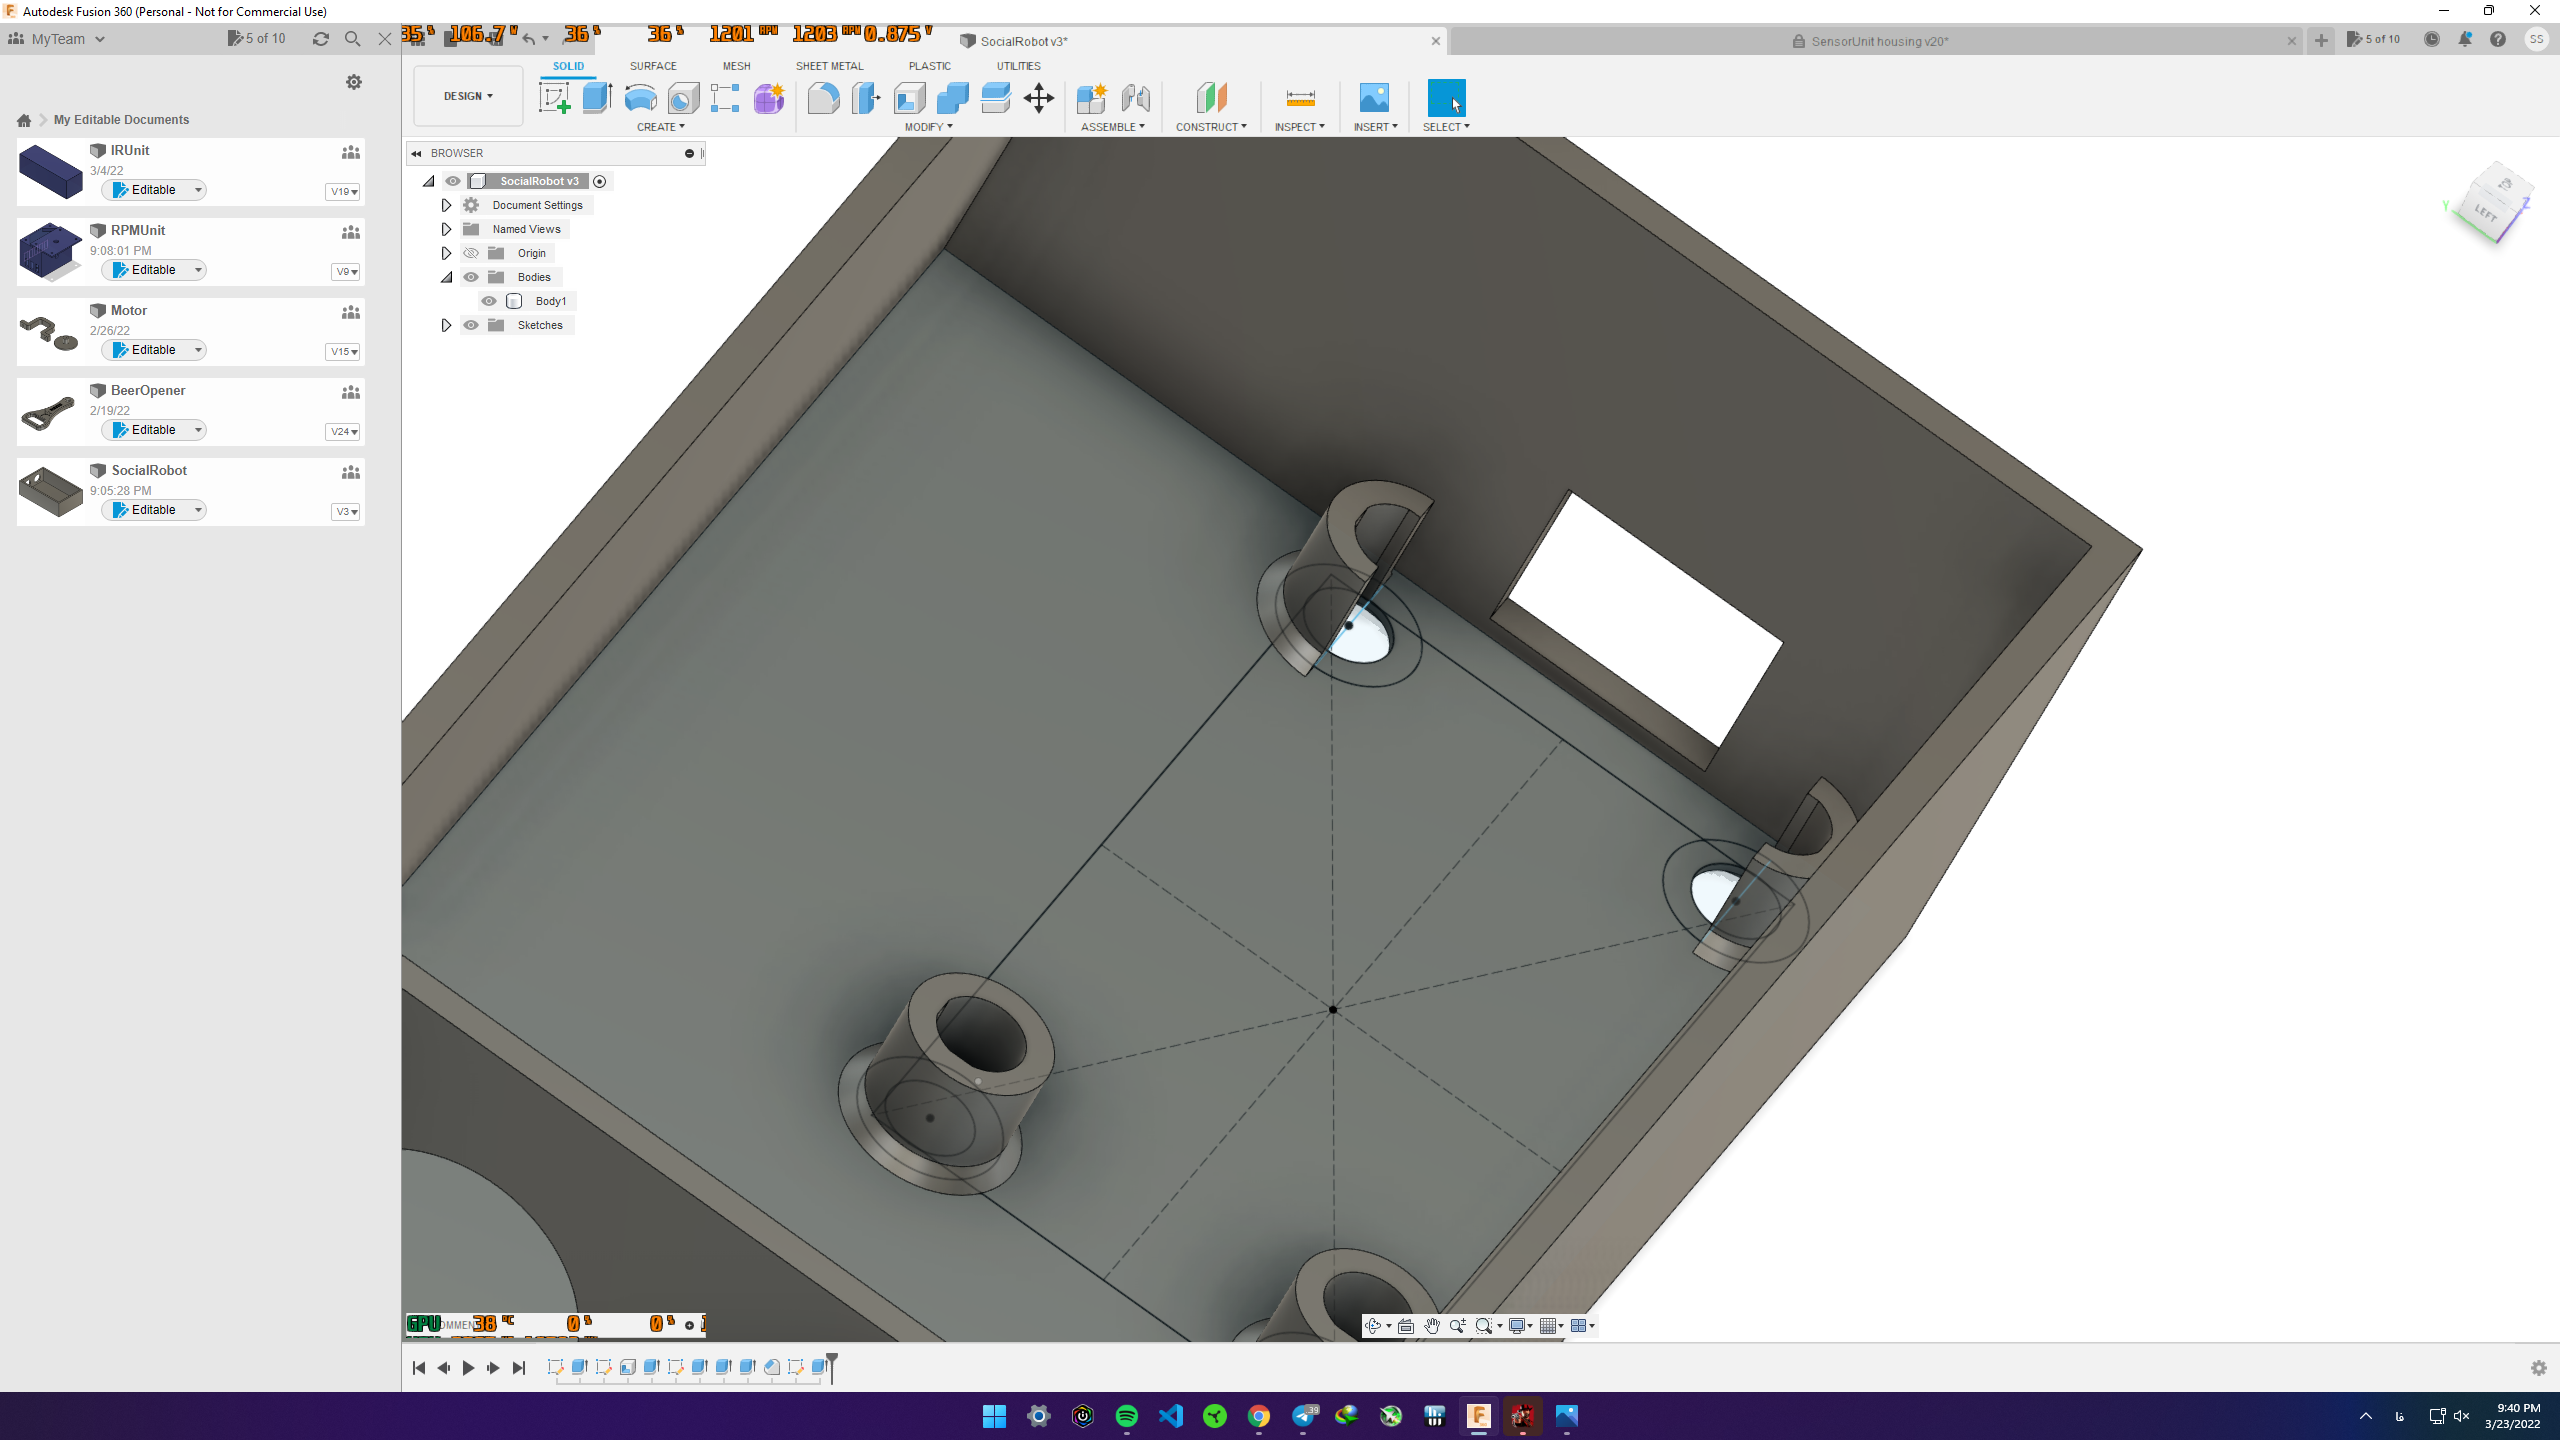 Autodesk Fusion 360 (Personal - Not for Commercial Use)
MyTeam
5 of 10
35 % 106.7 W 36 % 36 % 1201 RPM 1203 RPM 0.875 V
SocialRobot v3*
SensorUnit housing v20*
5 of 10
SS
SOLID SURFACE MESH SHEET METAL PLASTIC UTILITIES
DESIGN
CREATE MODIFY ASSEMBLE CONSTRUCT INSPECT INSERT SELECT
My Editable Documents
IRUnit
3/4/22
Editable
V19
RPMUnit
9:08:01 PM
Editable
V9
Motor
2/26/22
Editable
V15
BeerOpener
2/19/22
Editable
V24
SocialRobot
9:05:28 PM
Editable
V3
BROWSER
SocialRobot v3
Document Settings
Named Views
Origin
Bodies
Body1
Sketches
LEFT
Y
Z
GPU 38 °C 0 % 0 %
39
فا
9:40 PM
3/23/2022